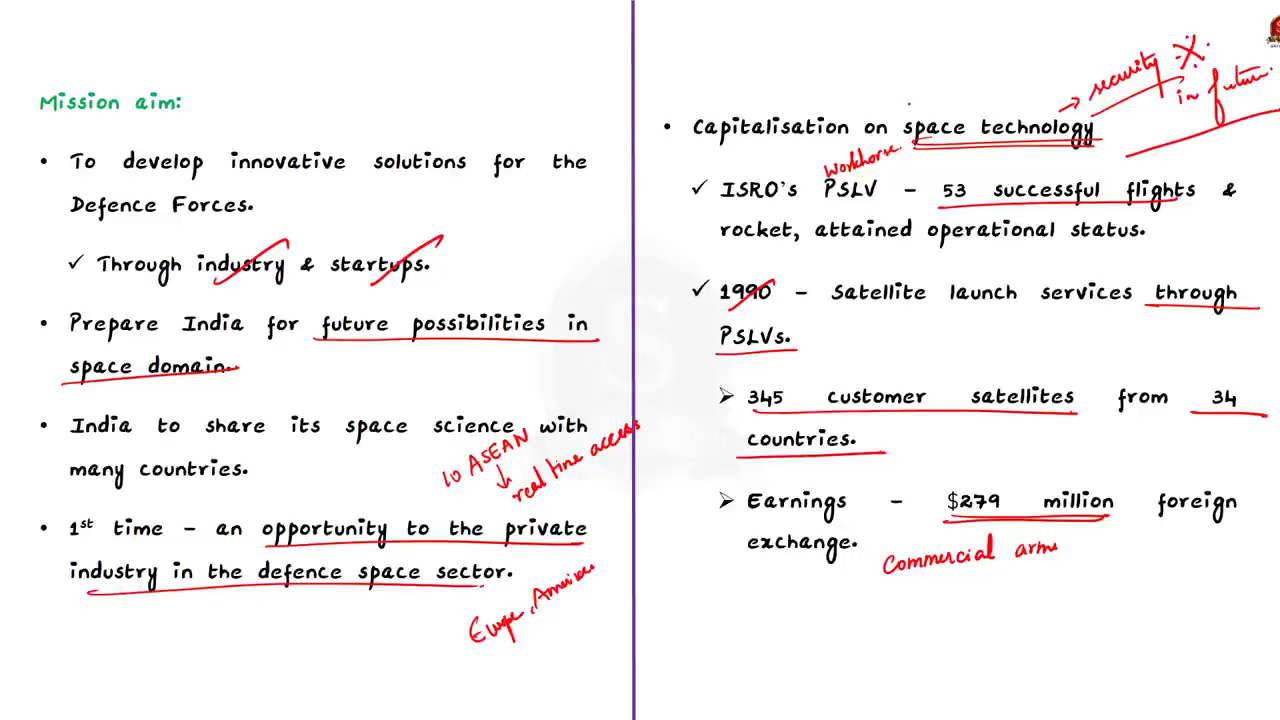 Mission aim:
• To develop innovative solutions for the
Defence Forces.
✓ Through industry & startups.
• Prepare India for future possibilities in
space domain.
• India to share its space science with
many countries.
10 ASEAN
real time access
• 1st time – an opportunity to the private
industry in the defence space sector.
Europe, America
→ security
in future
• Capitalisation on space technology
workhorse
✓ ISRO's PSLV – 53 successful flights &
rocket, attained operational status.
✓ 1990 – Satellite launch services through
PSLVs.
➢ 345 customer satellites from 34
countries.
➢ Earnings – $279 million foreign
exchange.
Commercial arm